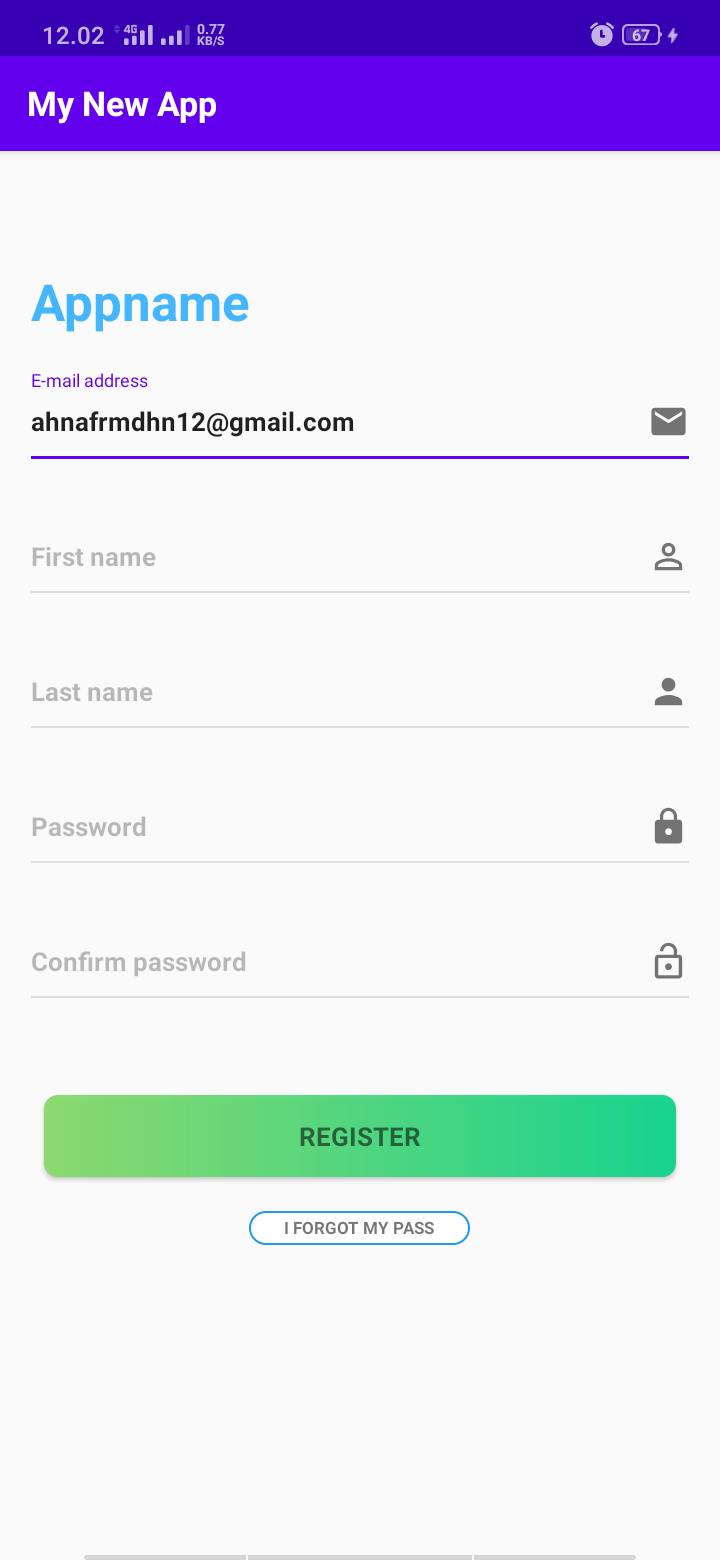 12.02 4G 0.77 KB/S 67
My New App
Appname
E-mail address
ahnafrmdhn12@gmail.com
First name
Last name
Password
Confirm password
REGISTER
I FORGOT MY PASS